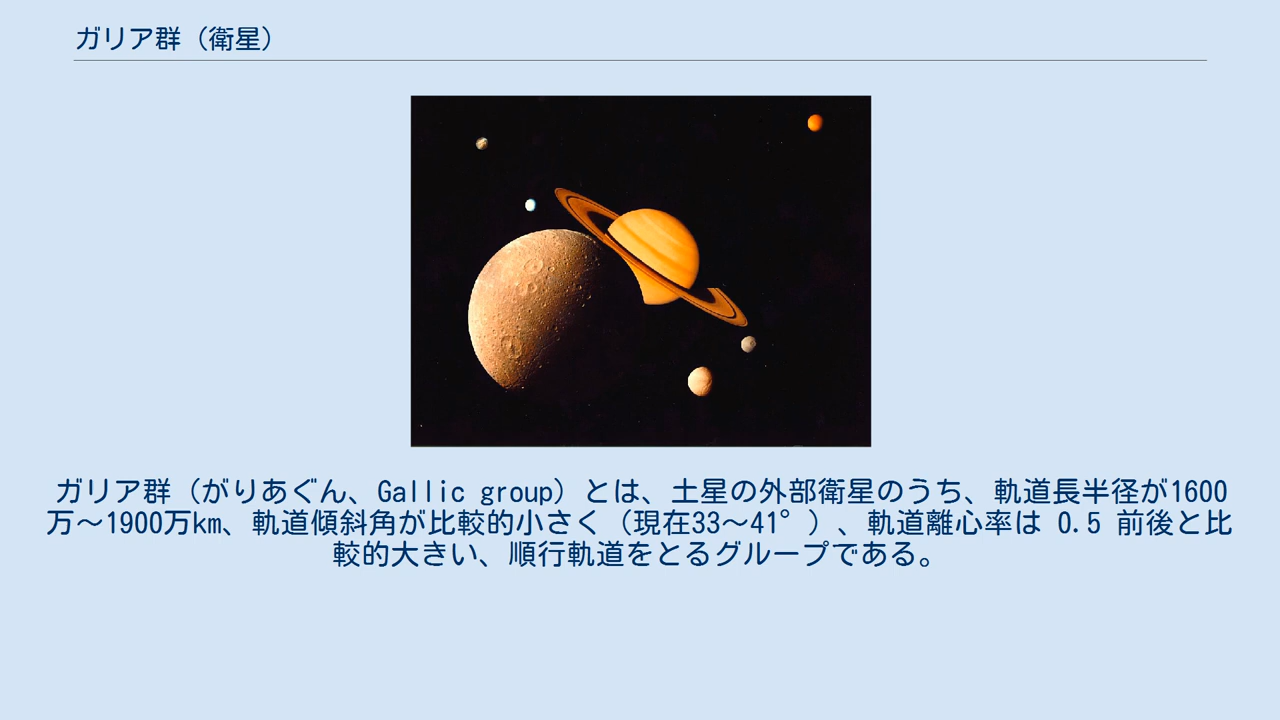 ガリア群（衛星）
ガリア群（がりあぐん、Gallic group）とは、土星の外部衛星のうち、軌道長半径が1600
万～1900万km、軌道傾斜角が比較的小さく（現在33～41°）、軌道離心率は 0.5 前後と比
較的大きい、順行軌道をとるグループである。